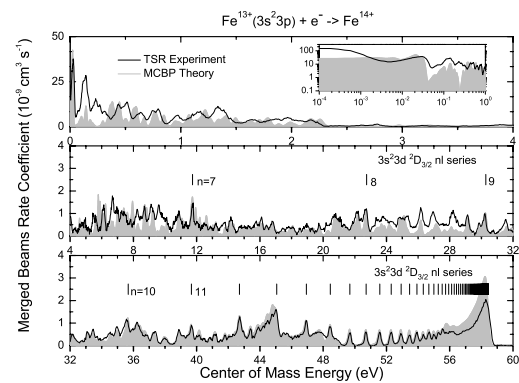 Fe¹³⁺(3s²3p) + e⁻ -> Fe¹⁴⁺
Merged Beams Rate Coefficient (10⁻⁹ cm³ s⁻¹)
50
25
0
TSR Experiment
MCBP Theory
100
10
1
0.1
10⁻⁴ 10⁻³ 10⁻² 10⁻¹ 10⁰
0 1 2 3 4
4
3
2
1
0
3s²3d ²D₃/₂ nl series
n=7 8 9
4 8 12 16 20 24 28 32
4
3
2
1
0
3s²3d ²D₃/₂ nl series
n=10 11
32 36 40 44 48 52 56 60
Center of Mass Energy (eV)